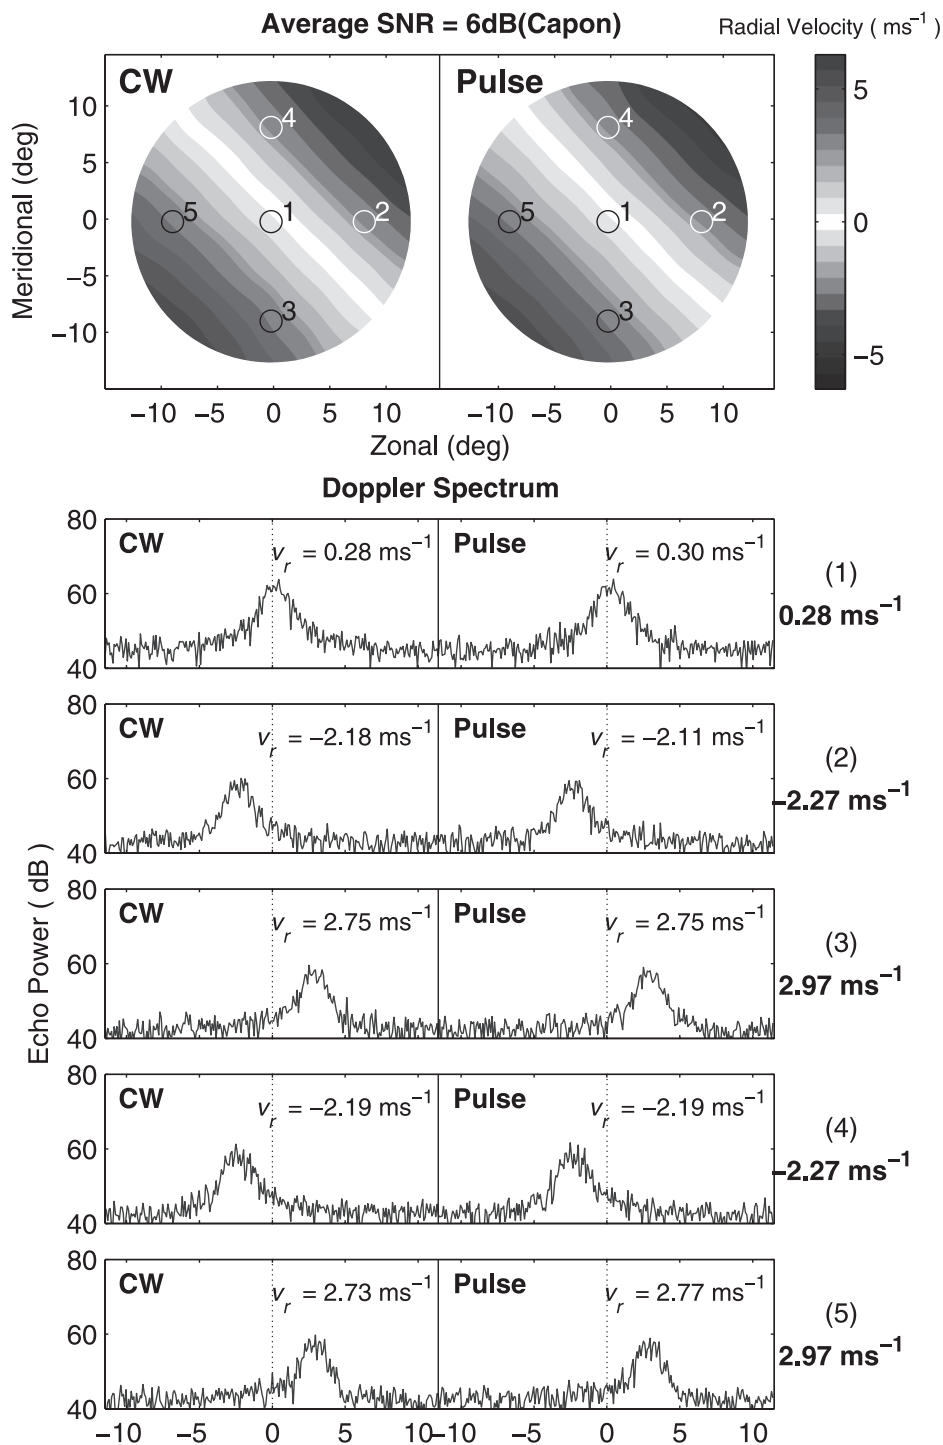 Average SNR = 6dB(Capon)
Radial Velocity ( ms−1)
CW
Pulse
4
4
5
1
2
5
1
2
3
3
10
5
0
−5
−10
Meridional (deg)
−10 −5 0 5 10
−10 −5 0 5 10
Zonal (deg)
5
0
−5
Doppler Spectrum
80
60
40
CW
vr = 0.28 ms−1
Pulse
vr = 0.30 ms−1
(1)
0.28 ms−1
80
60
40
CW
vr = −2.18 ms−1
Pulse
vr = −2.11 ms−1
(2)
−2.27 ms−1
Echo Power ( dB)
80
60
40
CW
vr = 2.75 ms−1
Pulse
vr = 2.75 ms−1
(3)
2.97 ms−1
80
60
40
CW
vr = −2.19 ms−1
Pulse
vr = −2.19 ms−1
(4)
−2.27 ms−1
80
60
40
CW
vr = 2.73 ms−1
Pulse
vr = 2.77 ms−1
(5)
2.97 ms−1
−10 −5 0 5 10−10 −5 0 5 10